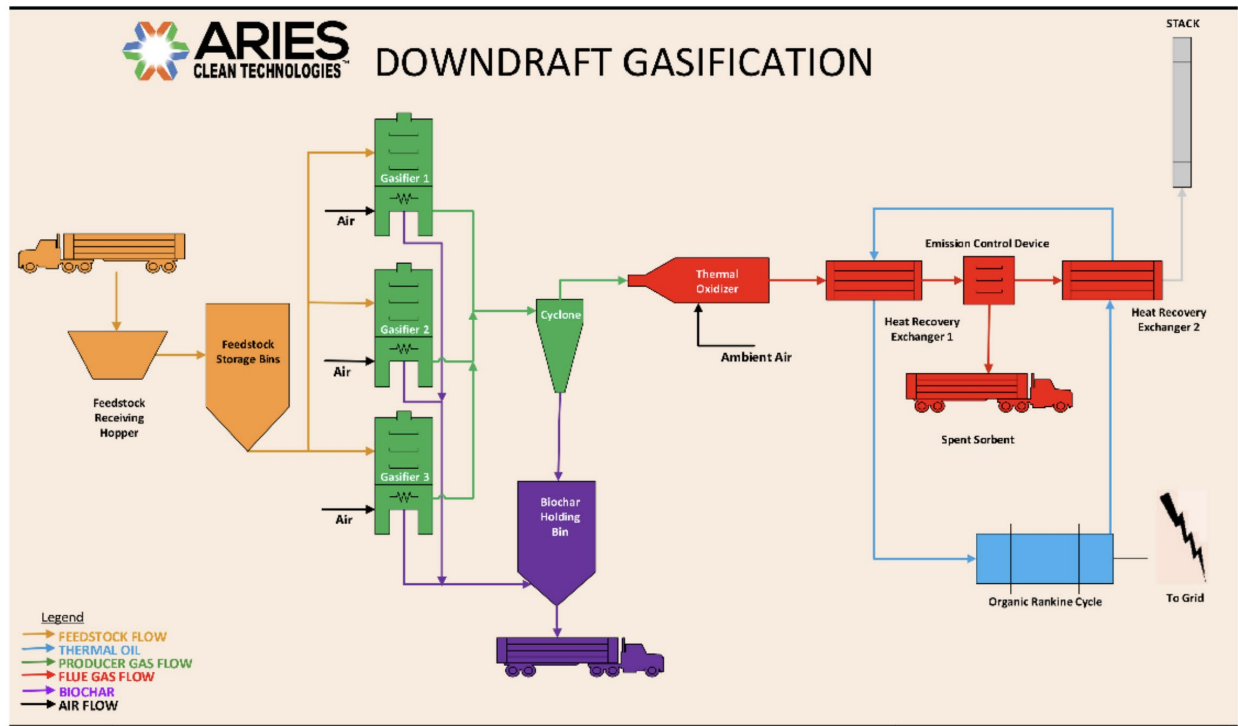 ARIES
CLEAN TECHNOLOGIES™
DOWNDRAFT GASIFICATION
STACK
Gasifier 1
Air
Emission Control Device
Thermal
Oxidizer
Cyclone
Heat Recovery
Exchanger 1
Heat Recovery
Exchanger 2
Gasifier 2
Feedstock
Storage Bins
Ambient Air
Air
Feedstock
Receiving
Hopper
Spent Sorbent
Gasifier 3
Air
Biochar
Holding
Bin
Organic Rankine Cycle
To Grid
Legend
FEEDSTOCK FLOW
THERMAL OIL
PRODUCER GAS FLOW
FLUE GAS FLOW
BIOCHAR
AIR FLOW